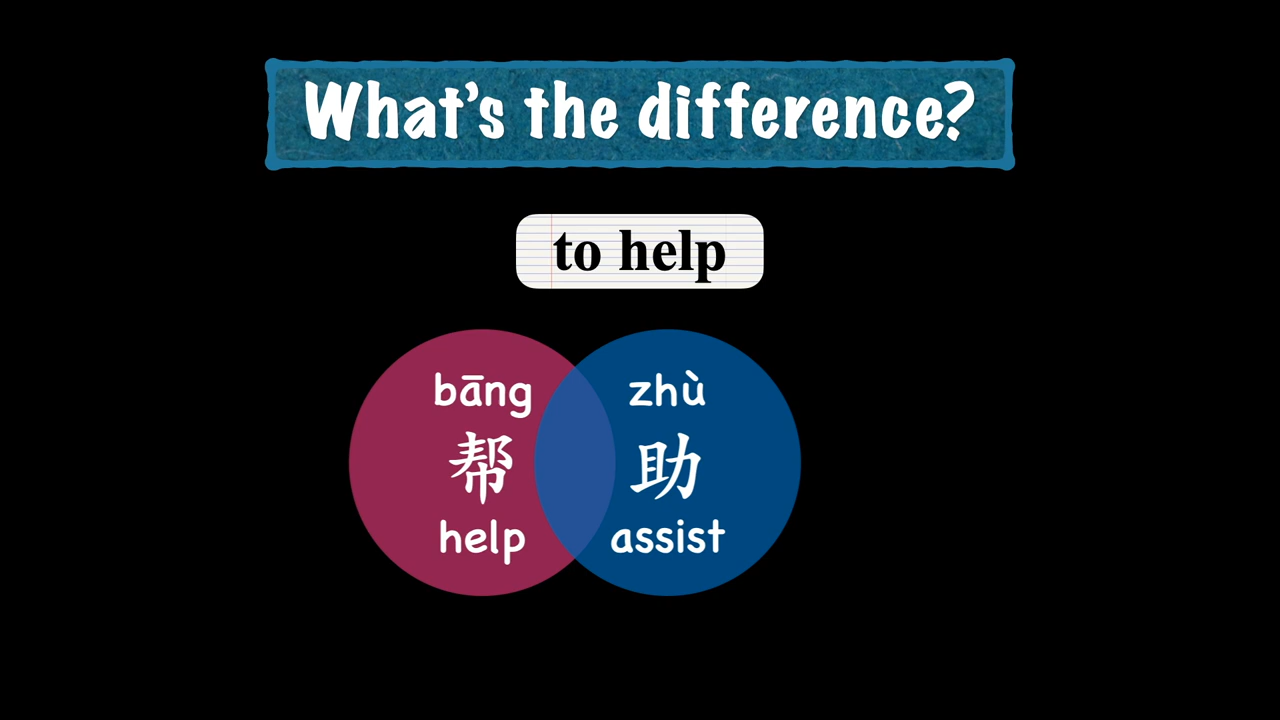 What's the difference?
to help
bāng
帮
help
zhù
助
assist